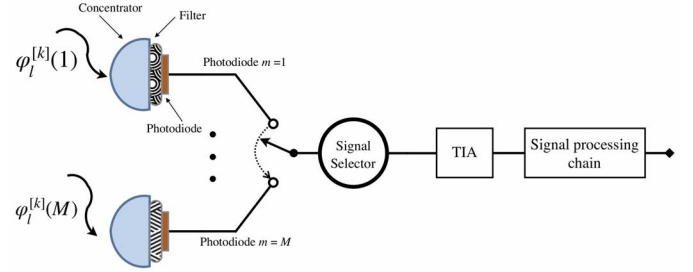 Concentrator
Filter
φ_l^{[k]}(1)
Photodiode m =1
Photodiode
Signal
Selector
TIA
Signal processing
chain
φ_l^{[k]}(M)
Photodiode m = M